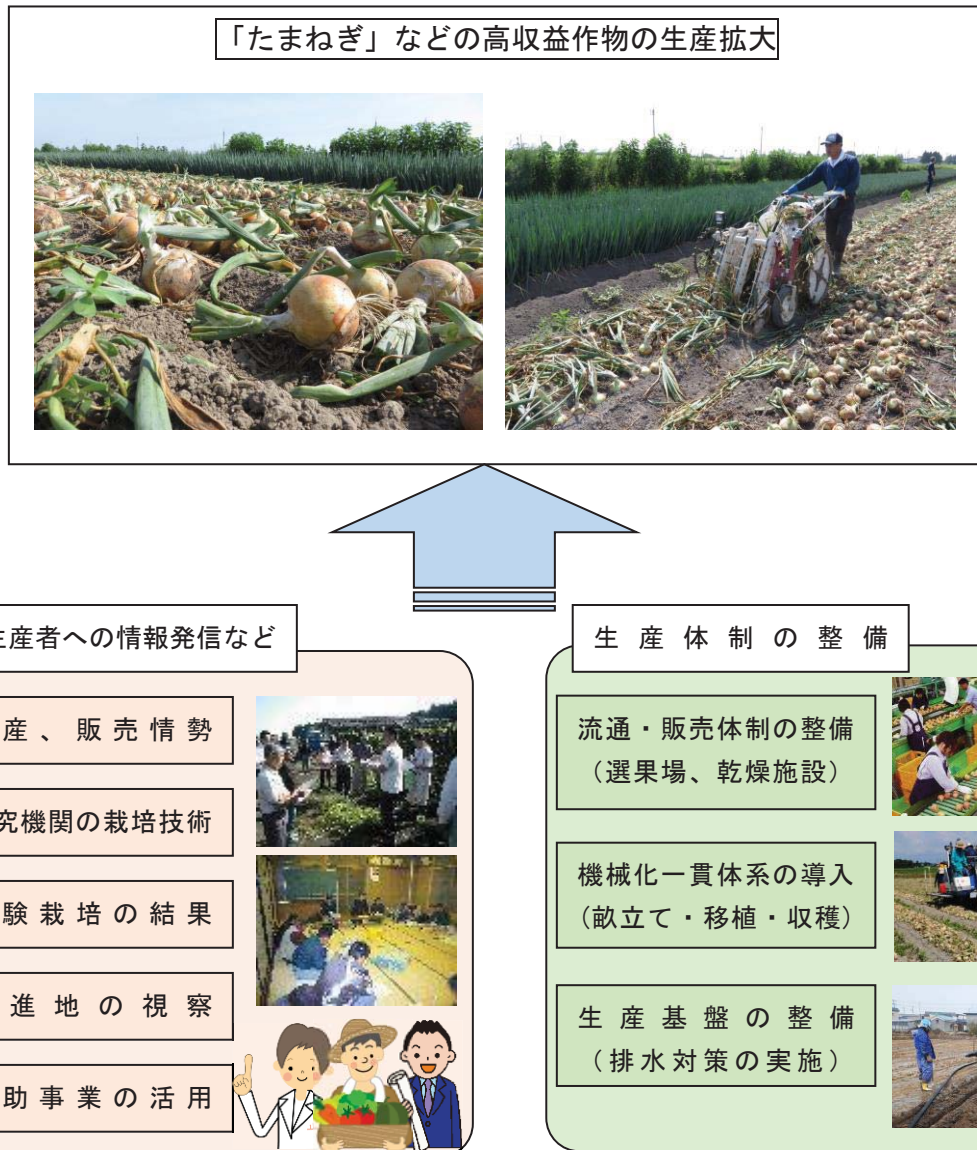 「たまねぎ」などの高収益作物の生産拡大
産者への情報発信など
産、販売情勢
機関の栽培技術
験栽培の結果
進地の視察
助事業の活用
生産体制の整備
流通・販売体制の整備
（選果場、乾燥施設）
機械化一貫体系の導入
（畝立て・移植・収穫）
生産基盤の整備
（排水対策の実施）